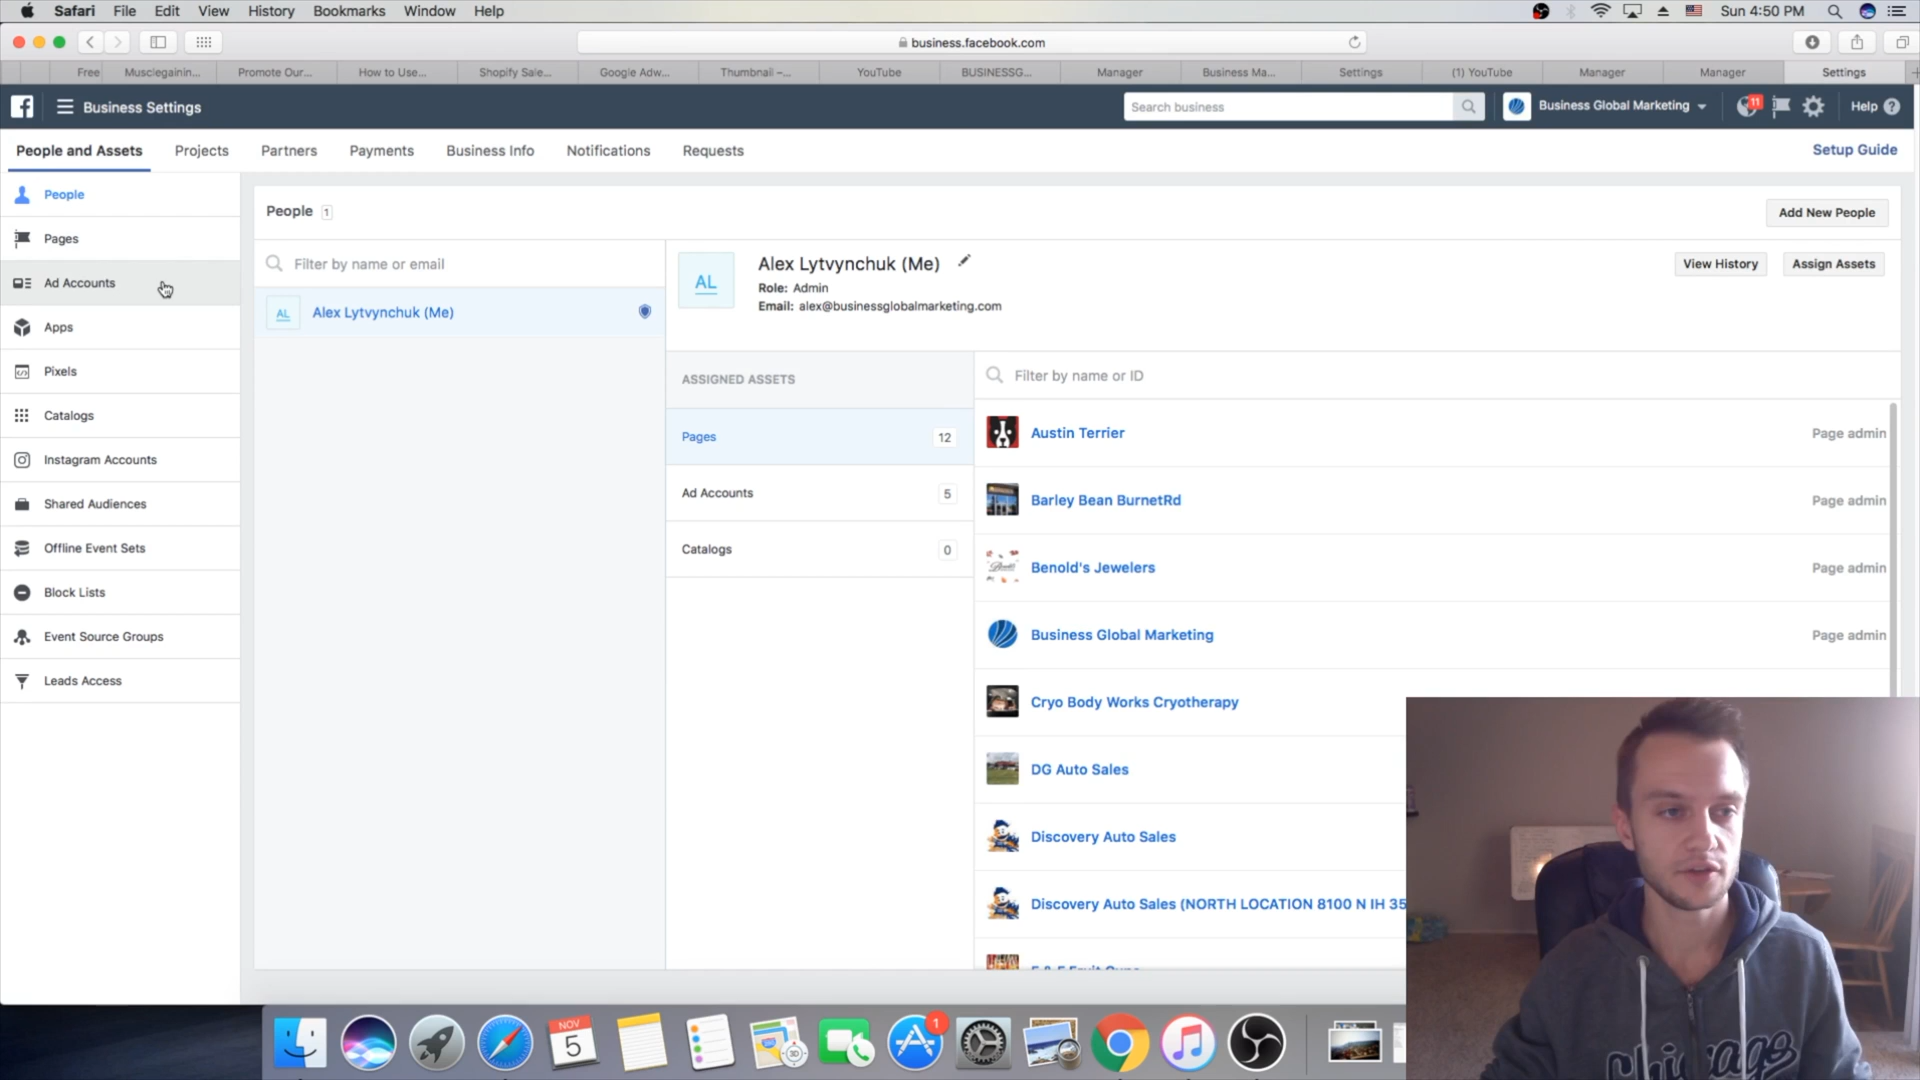 Safari File Edit View History Bookmarks Window Help Sun 4:50 PM
business.facebook.com
Free Musclegainin... Promote Our... How to Use... Shopify Sale... Google Adw... Thumbnail –... YouTube BUSINESSG... Manager Business Ma... Settings (1) YouTube Manager Manager Settings
Business Settings Search business Business Global Marketing 11 Help
People and Assets Projects Partners Payments Business Info Notifications Requests Setup Guide
People
Pages
Ad Accounts
Apps
Pixels
Catalogs
Instagram Accounts
Shared Audiences
Offline Event Sets
Block Lists
Event Source Groups
Leads Access
People 1 Add New People
Filter by name or email
AL Alex Lytvynchuk (Me)
AL Alex Lytvynchuk (Me) View History Assign Assets
Role: Admin
Email: alex@businessglobalmarketing.com
ASSIGNED ASSETS
Pages 12
Ad Accounts 5
Catalogs 0
Filter by name or ID
Austin Terrier Page admin
Barley Bean BurnetRd Page admin
Benold's Jewelers Page admin
Business Global Marketing Page admin
Cryo Body Works Cryotherapy
DG Auto Sales
Discovery Auto Sales
Discovery Auto Sales (NORTH LOCATION 8100 N IH 35
NOV
5
3D
1
Chicago